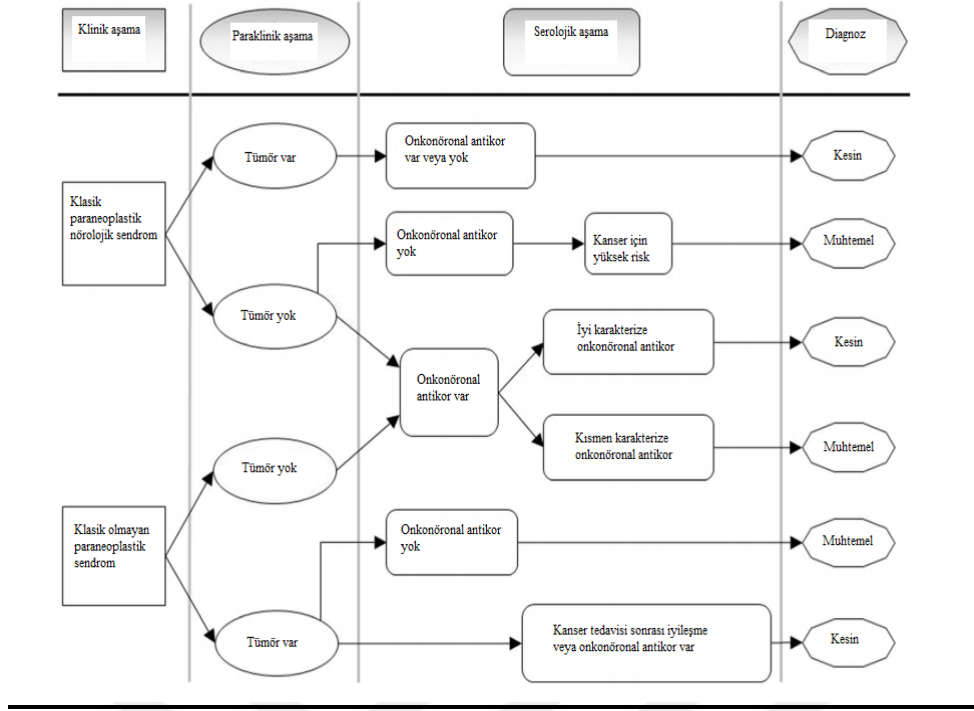 Klinik aşama
Paraklinik aşama
Serolojik aşama
Diagnoz
Tümör var
Onkonöronal antikor
var veya yok
Kesin
Klasik
paraneoplastik
nörolojik sendrom
Onkonöronal antikor
yok
Kanser için
yüksek risk
Muhtemel
Tümör yok
İyi karakterize
onkonöronal antikor
Kesin
Onkonöronal
antikor var
Kısmen karakterize
onkonöronal antikor
Muhtemel
Tümör yok
Klasik olmayan
paraneoplastik
sendrom
Onkonöronal antikor
yok
Muhtemel
Tümör var
Kanser tedavisi sonrası iyileşme
veya onkonöronal antikor var
Kesin